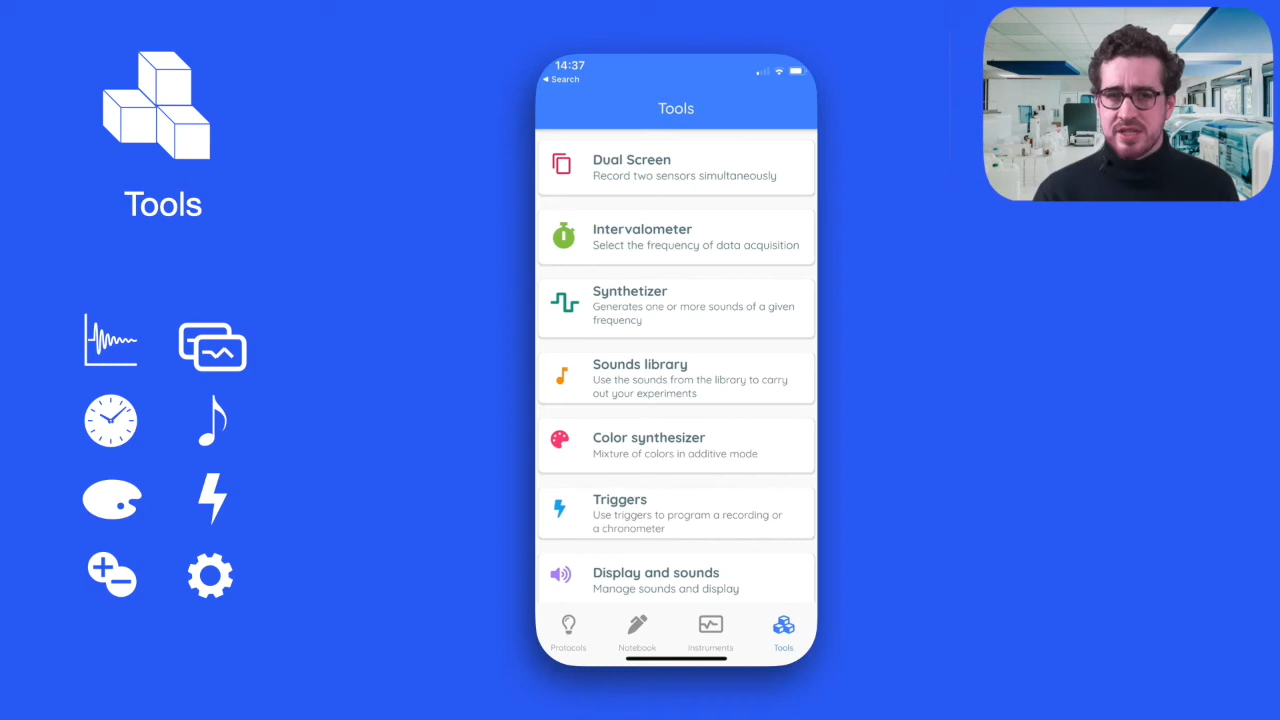 Tools
14:37
Search
Tools
Dual Screen
Record two sensors simultaneously
Intervalometer
Select the frequency of data acquisition
Synthetizer
Generates one or more sounds of a given
frequency
Sounds library
Use the sounds from the library to carry
out your experiments
Color synthesizer
Mixture of colors in additive mode
Triggers
Use triggers to program a recording or
a chronometer
Display and sounds
Manage sounds and display
Protocols
Notebook
Instruments
Tools